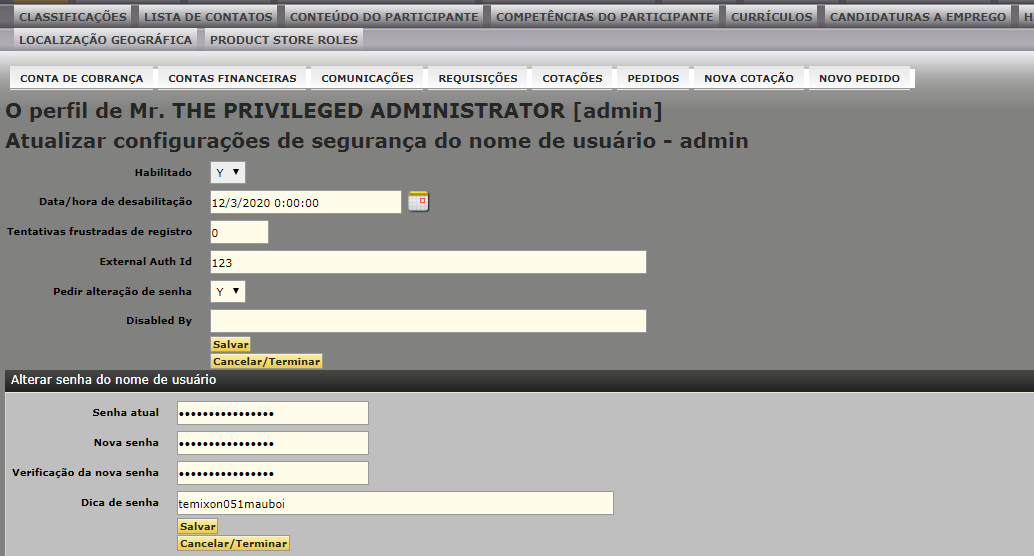 CLASSIFICAÇÕES LISTA DE CONTATOS CONTEÚDO DO PARTICIPANTE COMPETÊNCIAS DO PARTICIPANTE CURRÍCULOS CANDIDATURAS A EMPREGO H
LOCALIZAÇÃO GEOGRÁFICA PRODUCT STORE ROLES
CONTA DE COBRANÇA CONTAS FINANCEIRAS COMUNICAÇÕES REQUISIÇÕES COTAÇÕES PEDIDOS NOVA COTAÇÃO NOVO PEDIDO
O perfil de Mr. THE PRIVILEGED ADMINISTRATOR [admin]
Atualizar configurações de segurança do nome de usuário - admin
Habilitado Y
Data/hora de desabilitação 12/3/2020 0:00:00
Tentativas frustradas de registro 0
External Auth Id 123
Pedir alteração de senha Y
Disabled By
Salvar
Cancelar/Terminar
Alterar senha do nome de usuário
Senha atual ••••••••••••••••
Nova senha ••••••••••••••••
Verificação da nova senha ••••••••••••••••
Dica de senha temixon051mauboi
Salvar
Cancelar/Terminar